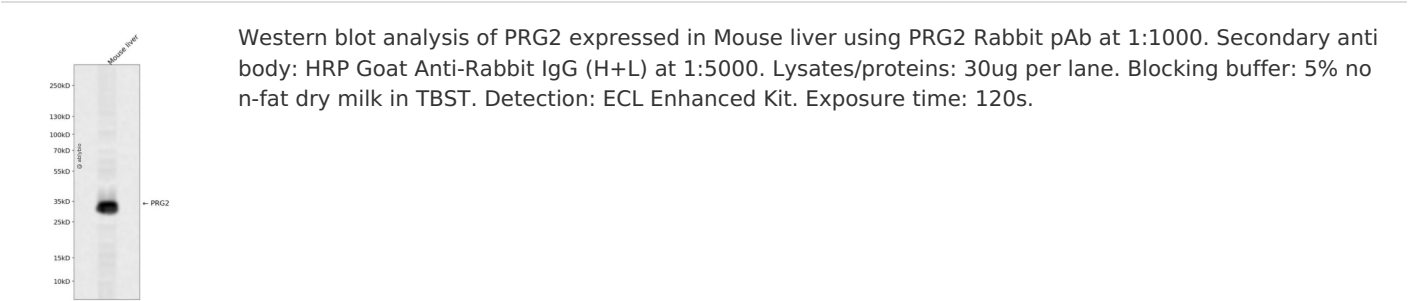 Mouse liver
Western blot analysis of PRG2 expressed in Mouse liver using PRG2 Rabbit pAb at 1:1000. Secondary anti
body: HRP Goat Anti-Rabbit IgG (H+L) at 1:5000. Lysates/proteins: 30ug per lane. Blocking buffer: 5% no
n-fat dry milk in TBST. Detection: ECL Enhanced Kit. Exposure time: 120s.
250kD
130kD
100kD
70kD
55kD
35kD
← PRG2
25kD
15kD
10kD